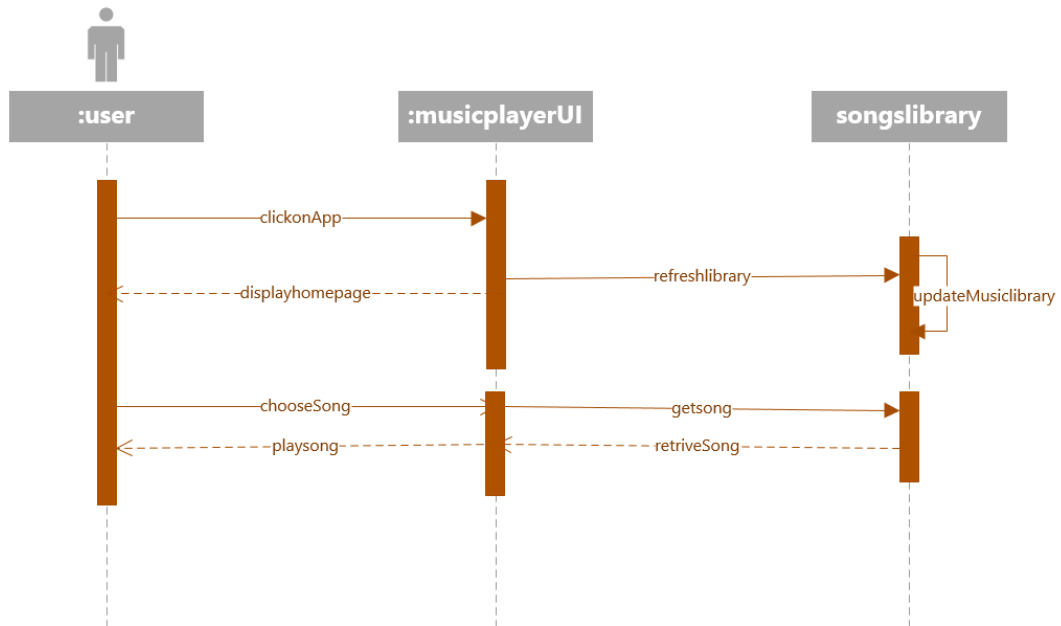 :user
:musicplayerUI
songslibrary
clickonApp
refreshlibrary
displayhomepage
updateMusiclibrary
chooseSong
getsong
playsong
retriveSong